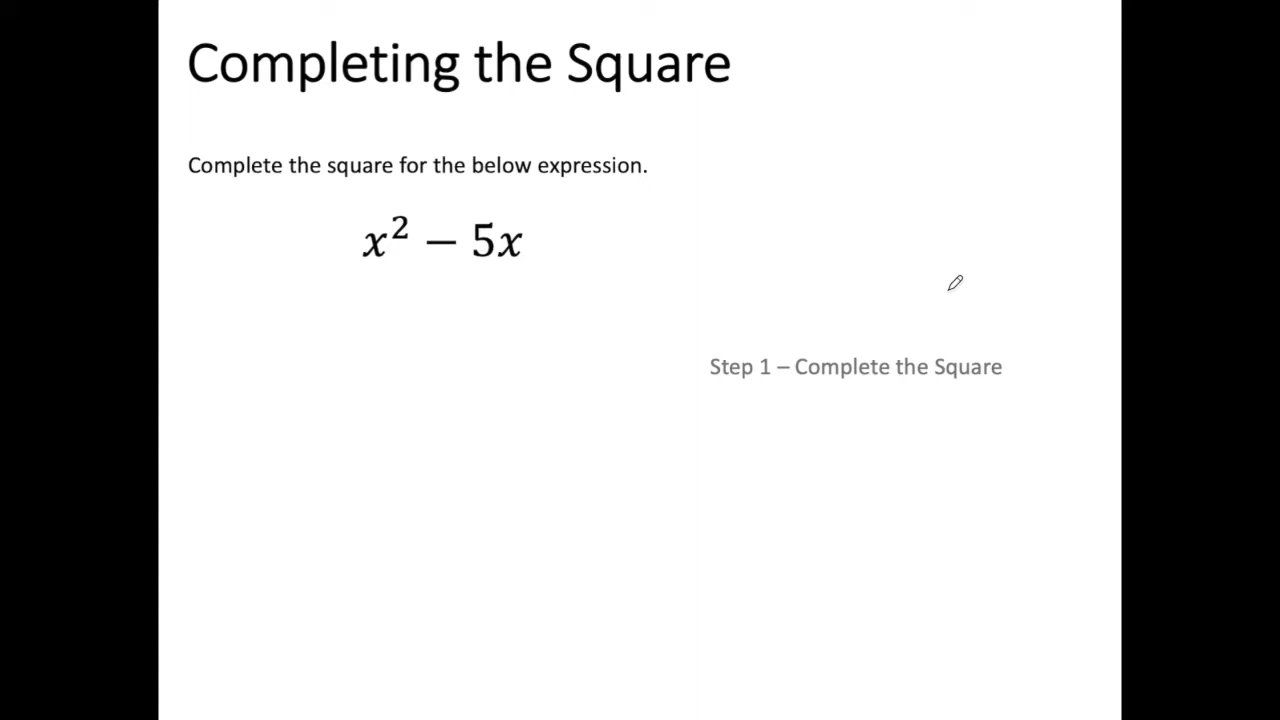 Completing the Square
Complete the square for the below expression.
x² − 5x
Step 1 – Complete the Square